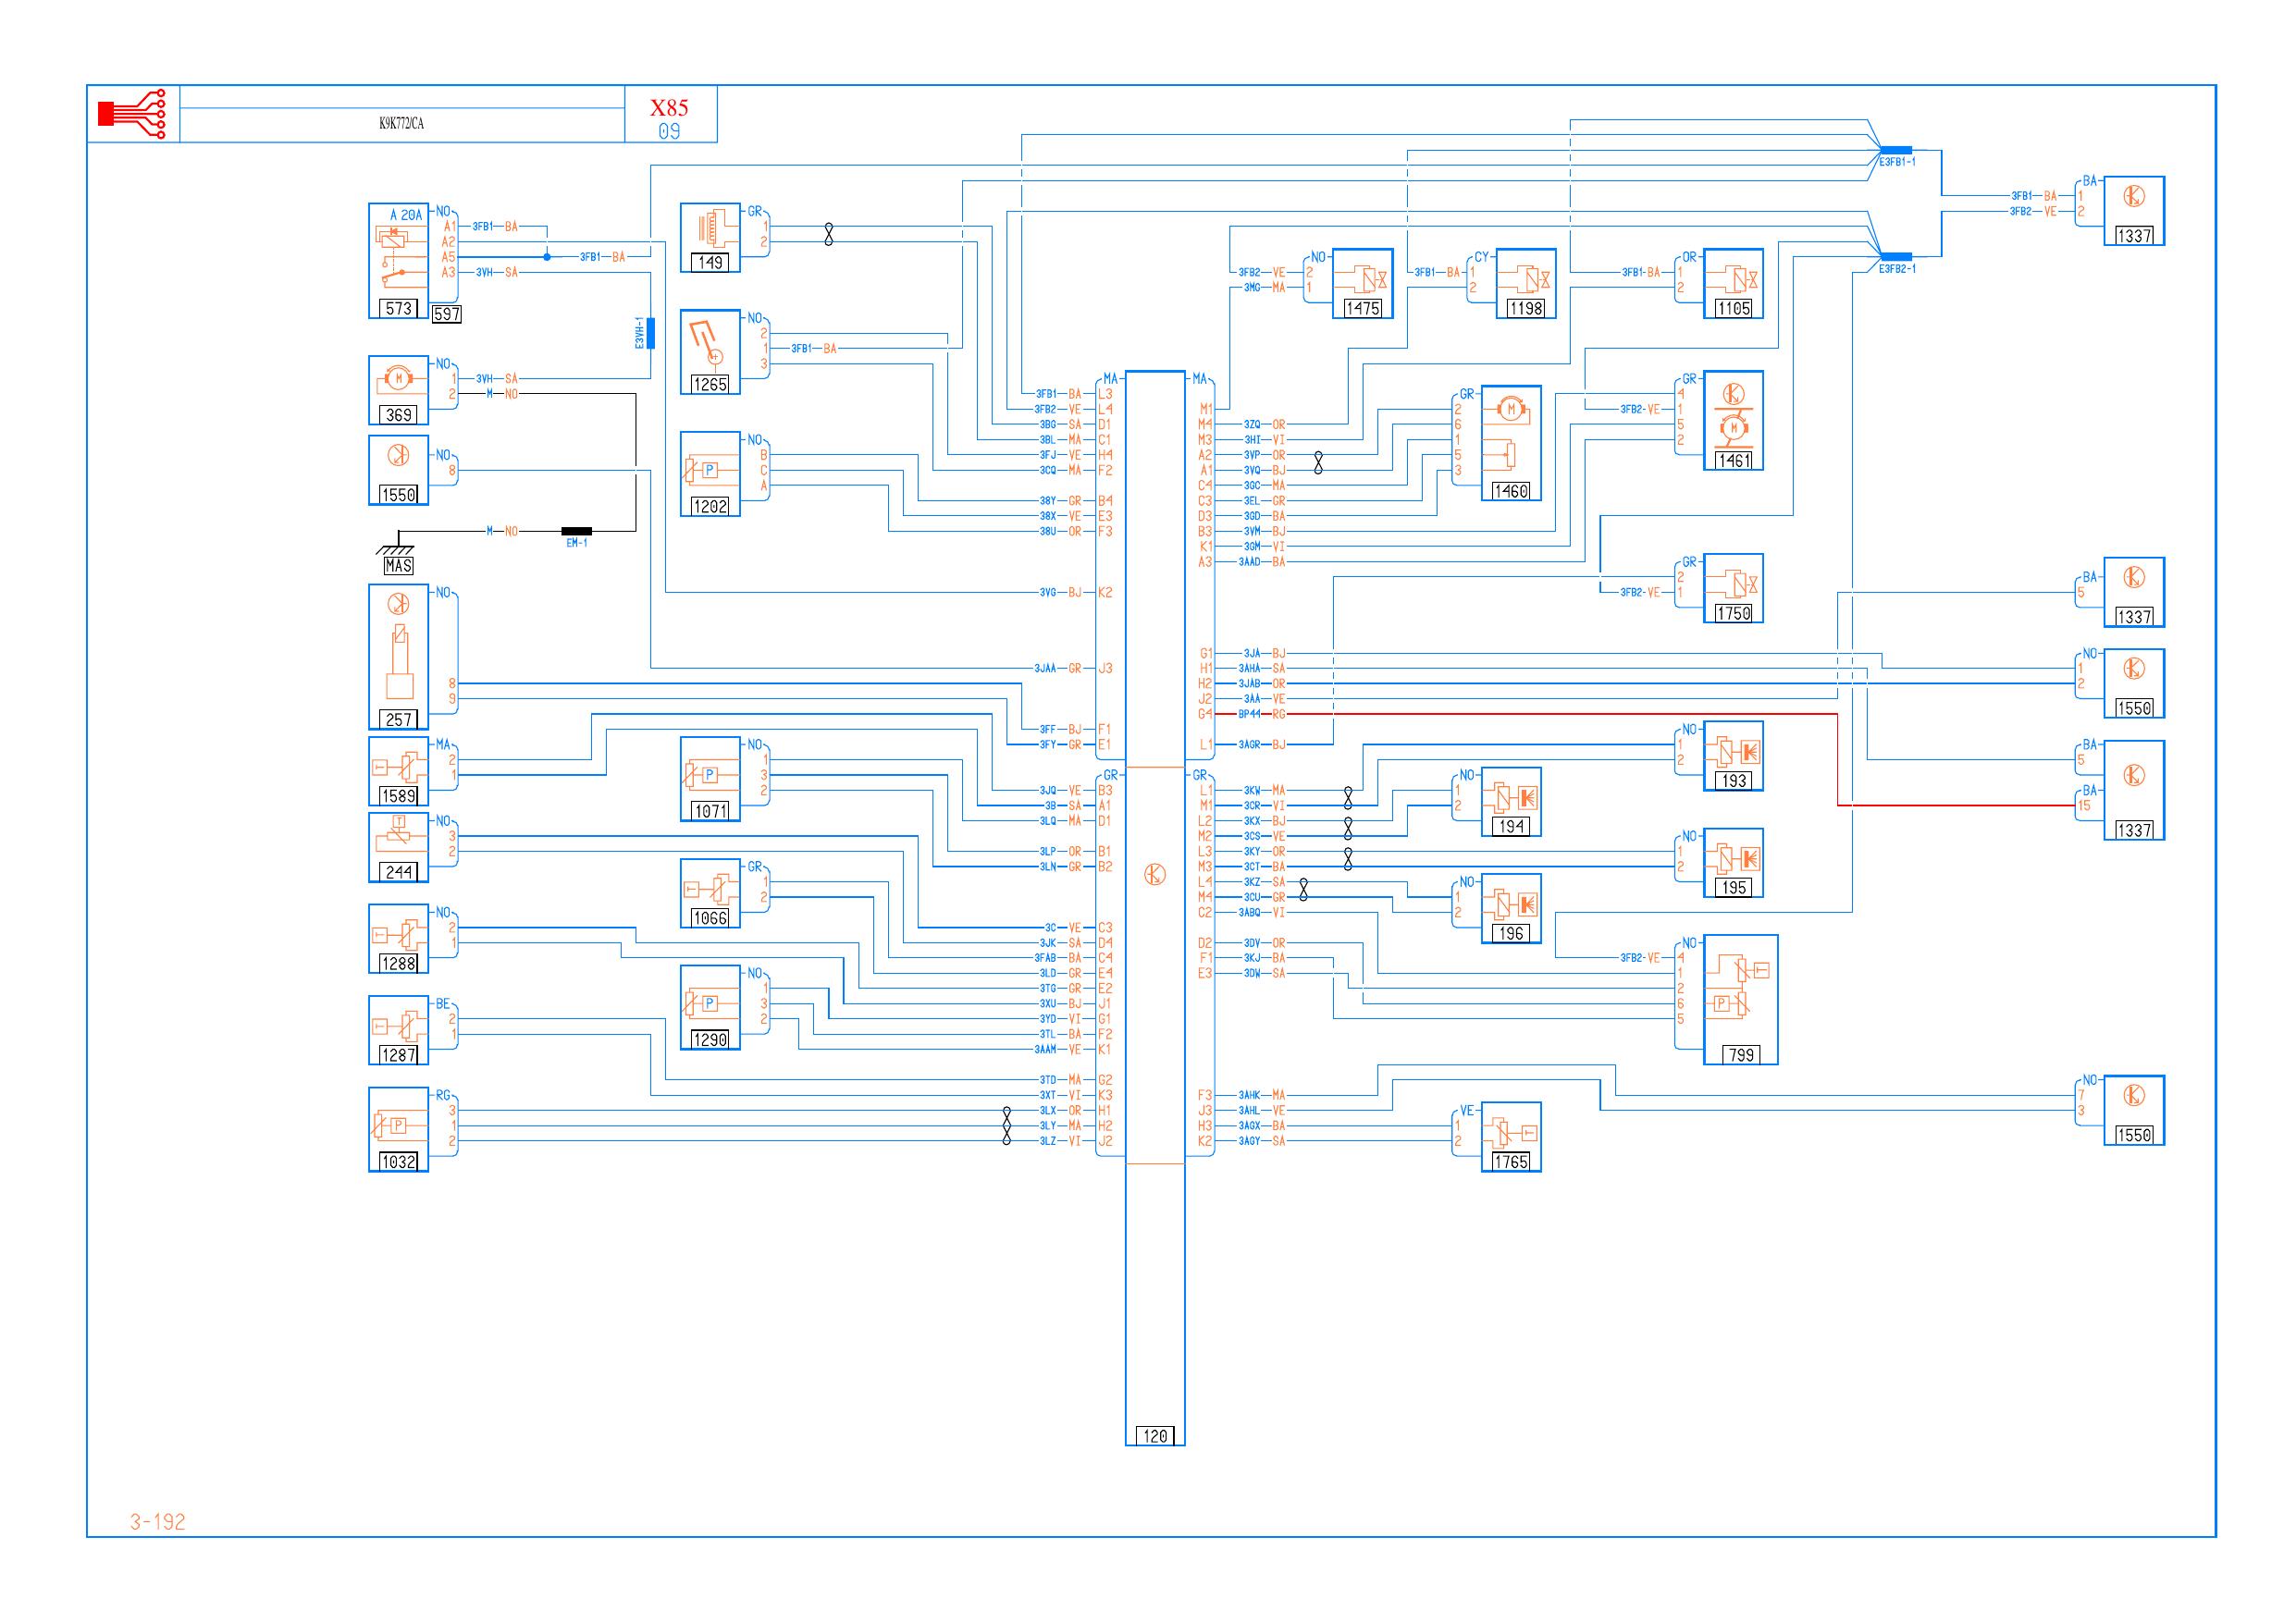 K9K772/CA
X85
09
E3FB1-1
3FB1 BA 1
3FB2 VE 2
BA
1337
E3FB2-1
A 20A
NO
A1 3FB1 BA
A2
A5 3FB1 BA
A3 3VH SA
573
597
GR
1
2
149
E3VH-1
NO
2
1 3FB1 BA
3
1265
NO
3FB2 VE 2
3MG MA 1
1475
CY
3FB1 BA 1
2
1198
OR
3FB1 BA 1
2
1105
NO
1 3VH SA
2 M NO
369
NO
8
1550
NO
B
C
A
1202
M NO
EM-1
MAS
NO
8
9
257
MA
2
1
1589
NO
3
2
244
NO
2
1
1288
BE
2
1
1287
RG
3
1
2
1032
NO
1
3
2
1071
GR
1
2
1066
NO
1
3
2
1290
MA
3FB1 BA L3
3FB2 VE L4
3BG SA D1
3BL MA C1
3FJ VE H4
3CQ MA F2
38Y GR B4
38X VE E3
38U OR F3
3VG BJ K2
3JAA GR J3
3FF BJ F1
3FY GR E1
GR
3JQ VE B3
3B SA A1
3LQ MA D1
3LP OR B1
3LN GR B2
3C VE C3
3JK SA D4
3FAB BA C4
3LD GR E4
3TG GR E2
3XU BJ J1
3YD VI G1
3TL BA F2
3AAM VE K1
3TD MA G2
3XT VI K3
3LX OR H1
3LY MA H2
3LZ VI J2
120
MA
M1
M4 3ZQ OR
M3 3HI VI
A2 3VP OR
A1 3VQ BJ
C4 3GC MA
C3 3EL GR
D3 3GD BA
B3 3VM BJ
K1 3GM VI
A3 3AAD BA
G1 3JA BJ
H1 3AHA SA
H2 3JAB OR
J2 3AA VE
G4 BP44 RG
L1 3AGR BJ
GR
L1 3KW MA
M1 3CR VI
L2 3KX BJ
M2 3CS VE
L3 3KY OR
M3 3CT BA
L4 3KZ SA
M4 3CU GR
C2 3ABQ VI
D2 3DV OR
F1 3KJ BA
E3 3DW SA
F3 3AHK MA
J3 3AHL VE
H3 3AGX BA
K2 3AGY SA
GR
2
6
1
5
3
1460
GR
4
3FB2 VE 1
5
2
1461
GR
2
3FB2 VE 1
1750
BA
5
1337
NO
1
2
1550
BA
5
BA
15
1337
NO
1
2
193
NO
1
2
194
NO
1
2
195
NO
1
2
196
NO
3FB2 VE 4
1
2
6
5
799
VE
1
2
1765
NO
7
3
1550
3-192